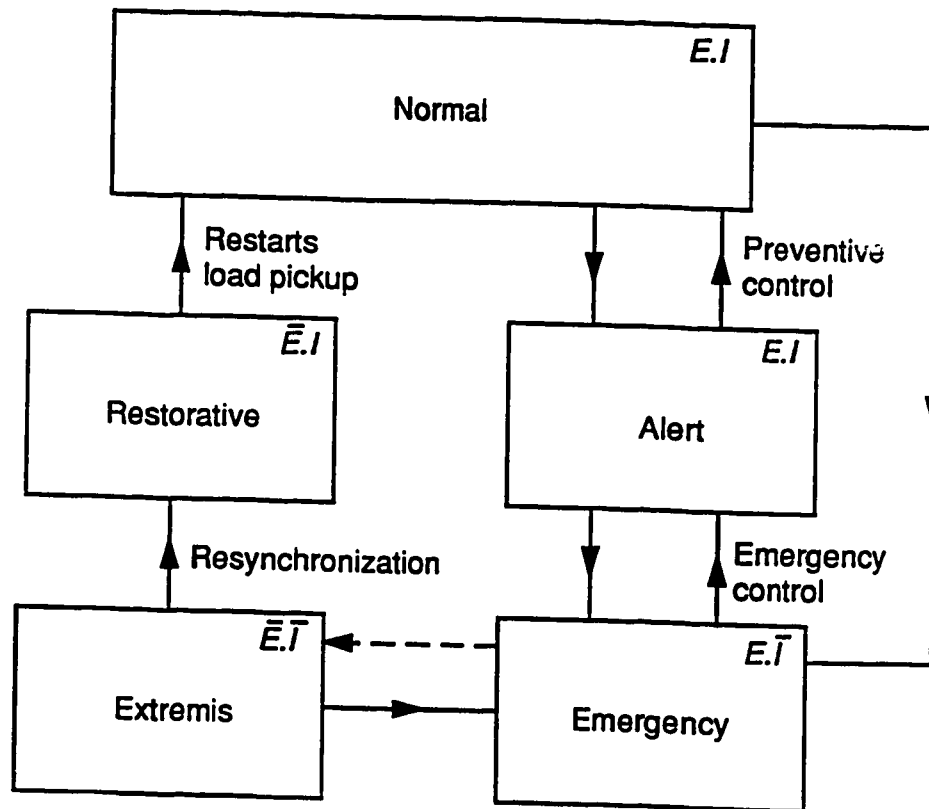 E.I
Normal
Restarts
load pickup
Preventive
control
Ē.I
Restorative
E.I
Alert
Resynchronization
Emergency
control
Ē.Ī
Extremis
E.Ī
Emergency